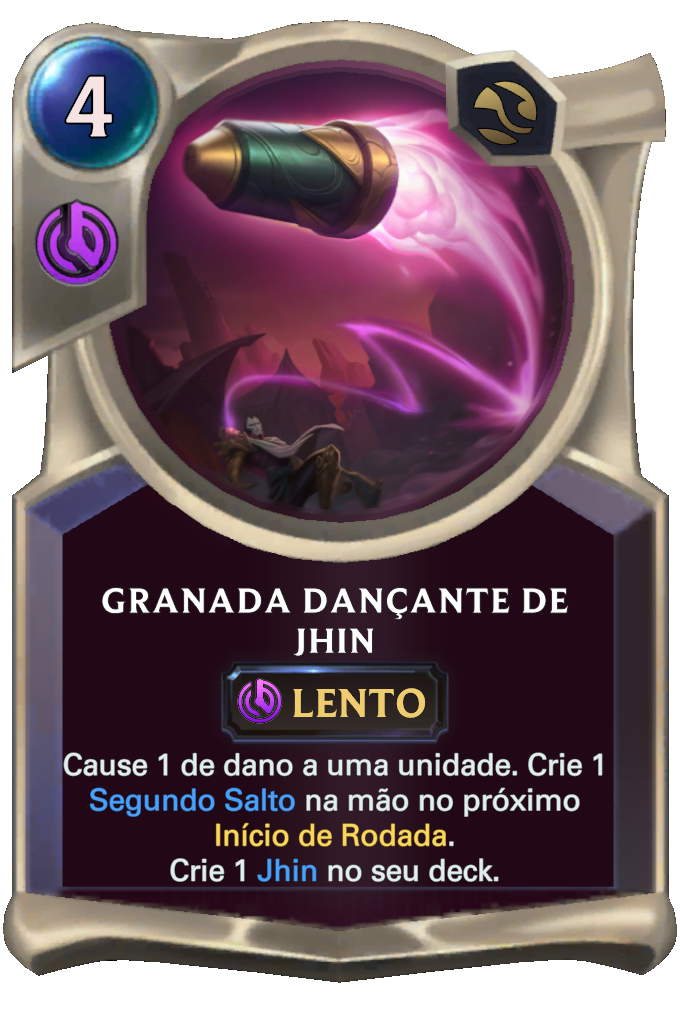 4
GRANADA DANÇANTE DE
JHIN
LENTO
Cause 1 de dano a uma unidade. Crie 1
Segundo Salto na mão no próximo
Início de Rodada.
Crie 1 Jhin no seu deck.